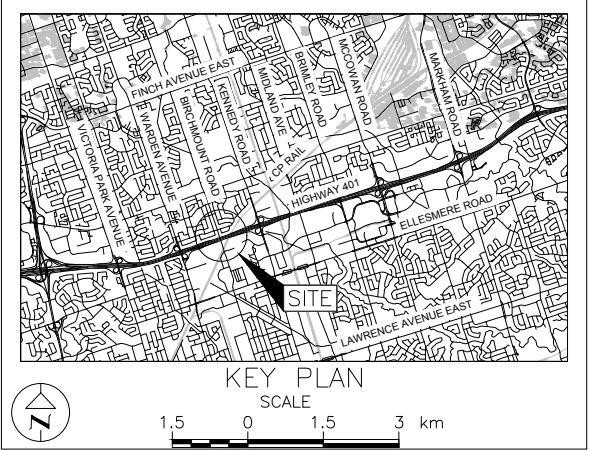 FINCH AVENUE EAST
VICTORIA PARK AVENUE
WARDEN AVENUE
BIRCHMOUNT ROAD
KENNEDY ROAD
MIDLAND AVE
BRIMLEY ROAD
MCCOWAN ROAD
MARKHAM ROAD
CP RAIL
HIGHWAY 401
ELLESMERE ROAD
SITE
LAWRENCE AVENUE EAST
KEY PLAN
SCALE
1.5 0 1.5 3 km
N